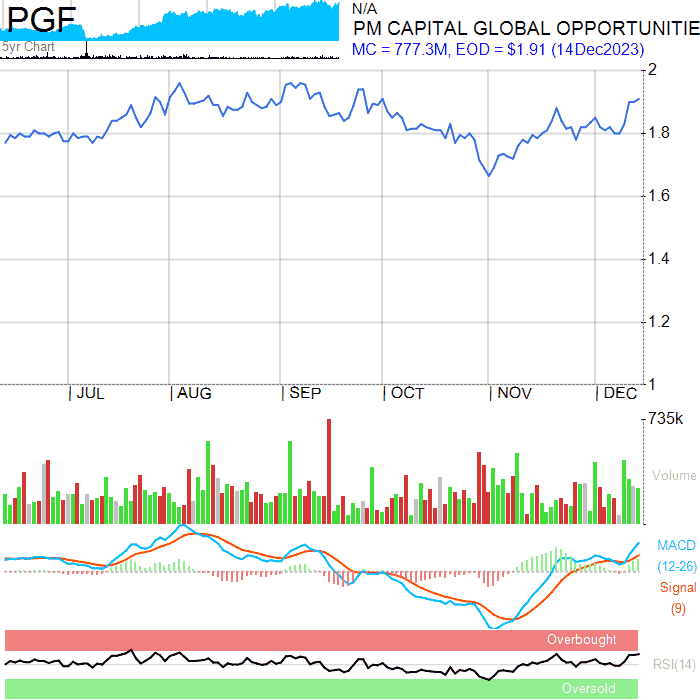 PGF
5yr Chart
N/A
PM CAPITAL GLOBAL OPPORTUNITIE
MC = 777.3M, EOD = $1.91 (14Dec2023)
2
1.8
1.6
1.4
1.2
1
JUL
AUG
SEP
OCT
NOV
DEC
735k
Volume
MACD
(12-26)
Signal
(9)
Overbought
RSI(14)
Oversold